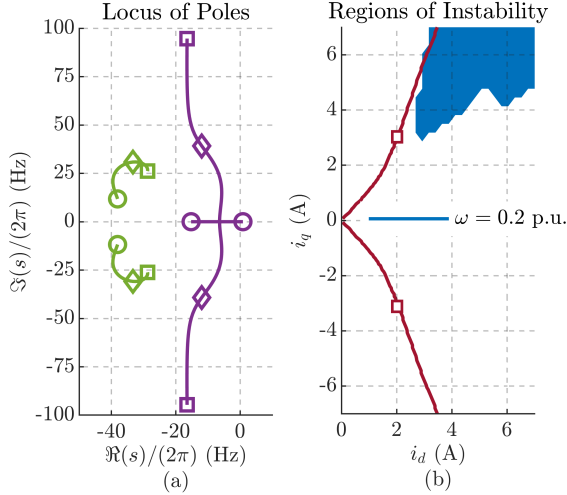 Locus of Poles
100
75
50
25
0
-25
-50
-75
-100
ℑ(s)/(2π) (Hz)
-40 -20 0
ℜ(s)/(2π) (Hz)
(a)
Regions of Instability
6
4
2
0
-2
-4
-6
i_q (A)
ω = 0.2 p.u.
0 2 4 6
i_d (A)
(b)